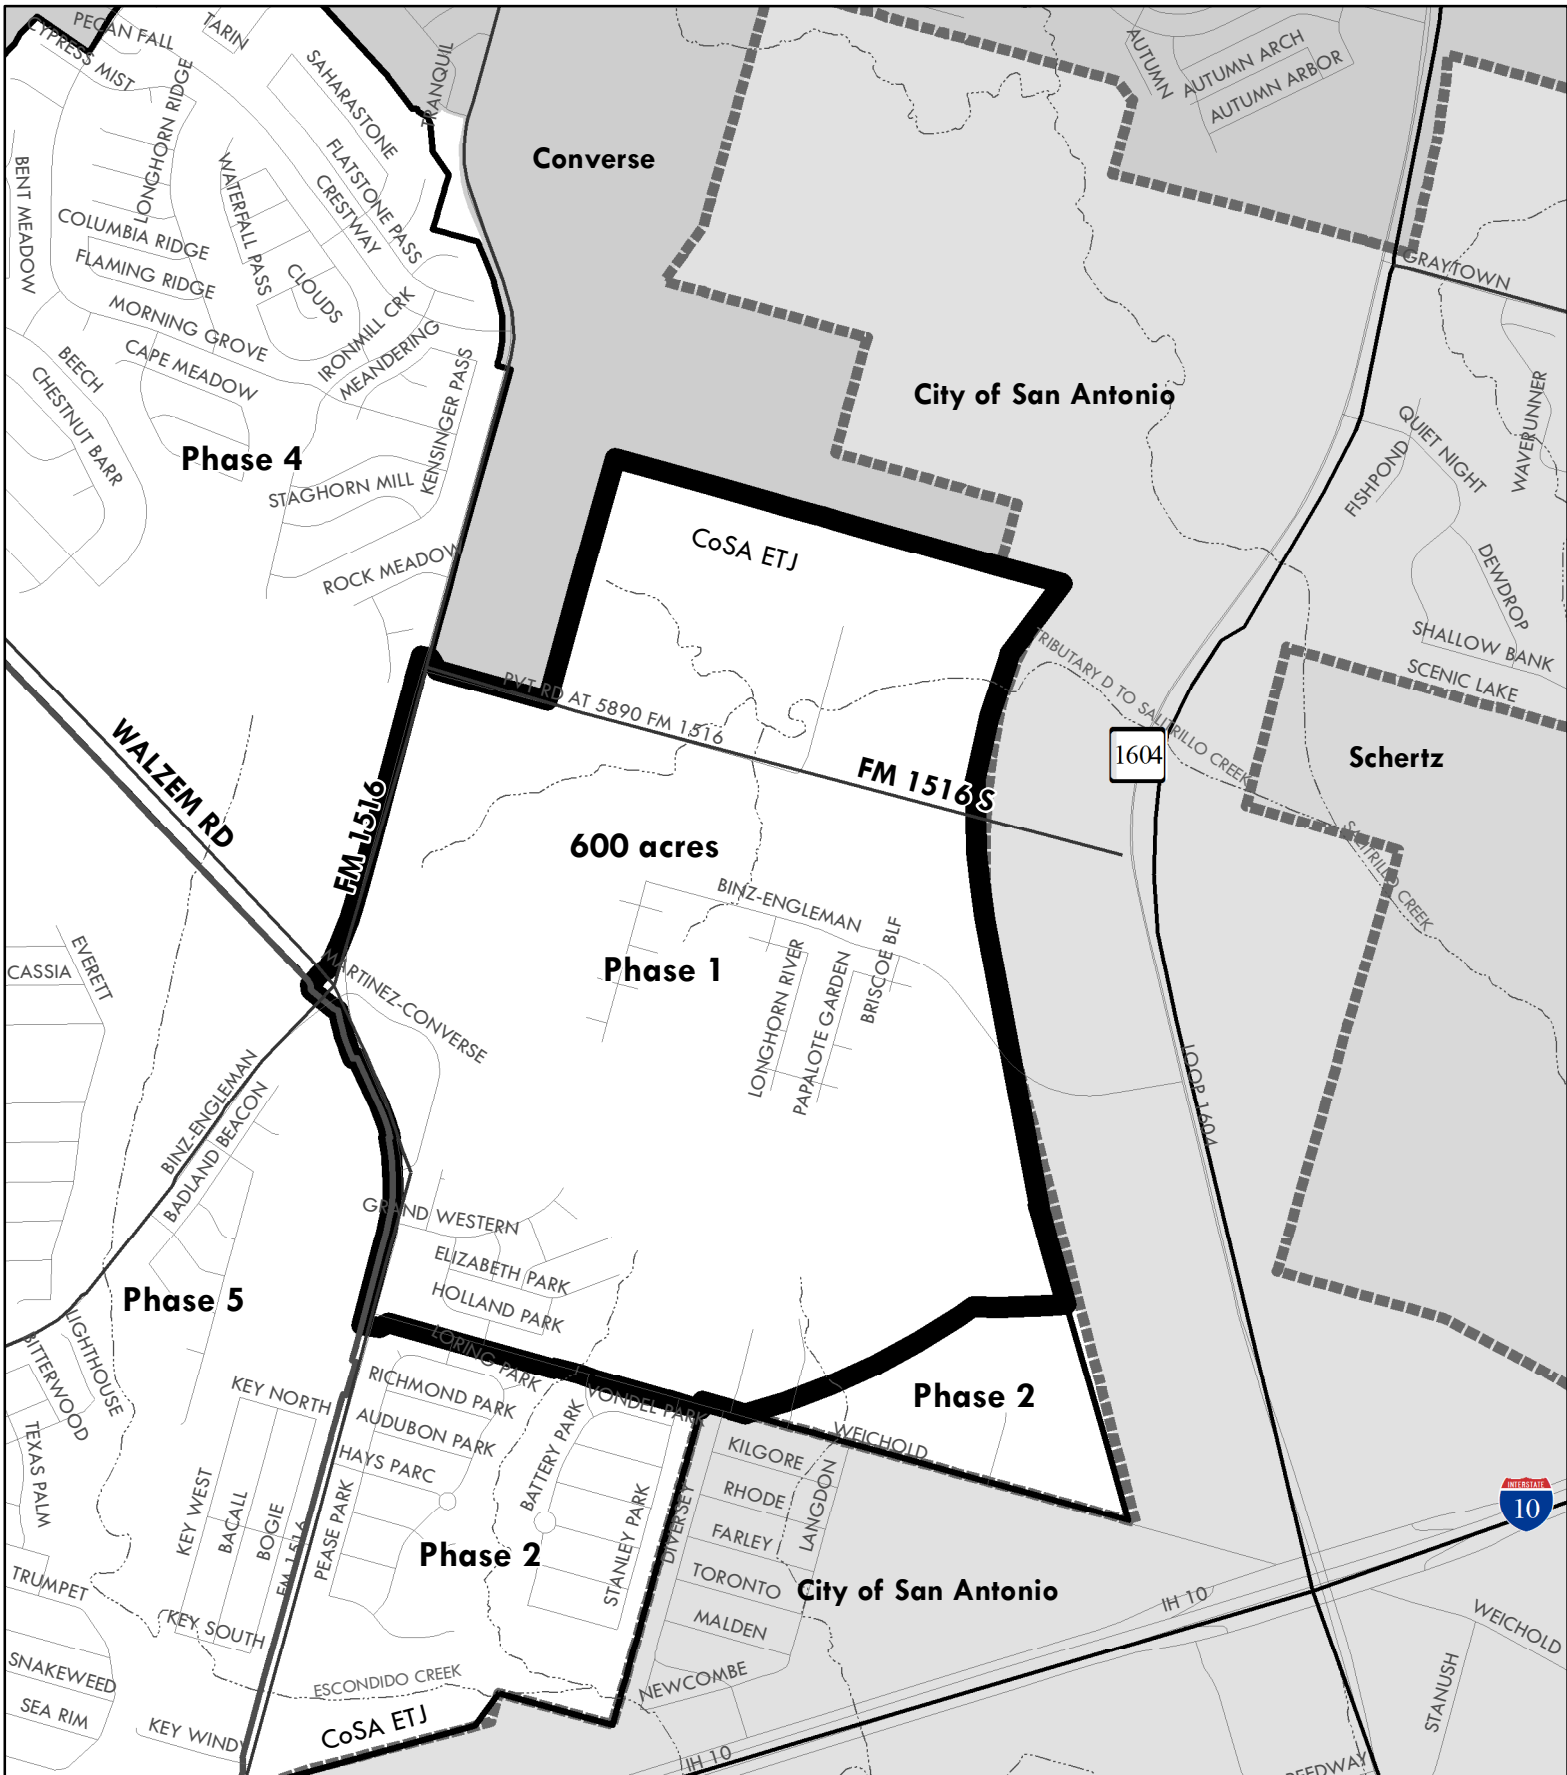 PECAN FALL
TARIN
CYPRESS MIST
SAHARASTONE
TRANQUIL
AUTUMN
AUTUMN ARCH
AUTUMN ARBOR
LONGHORN RIDGE
BENT MEADOW
WATERFALL PASS
FLATSTONE PASS
CRESTWAY
Converse
COLUMBIA RIDGE
FLAMING RIDGE
CLOUDS
GRAYTOWN
MORNING GROVE
IRONMILL CRK
MEANDERING
CAPE MEADOW
BEECH
CHESTNUT BARR
KENSINGER PASS
City of San Antonio
WAVERUNNER
QUIET NIGHT
FISHPOND
Phase 4
STAGHORN MILL
ROCK MEADOW
CoSA ETJ
DEWDROP
SHALLOW BANK
SCENIC LAKE
TRIBUTARY D TO SALITRILLO CREEK
PVT RD AT 5890 FM 1516
WALZEM RD
FM 1516
FM 1516 S
1604
Schertz
SALITRILLO CREEK
600 acres
BINZ-ENGLEMAN
BRISCOE BLF
EVERETT
CASSIA
MARTINEZ-CONVERSE
Phase 1
LONGHORN RIVER
PAPALOTE GARDEN
LOOP 1604
BINZ-ENGLEMAN
BADLAND BEACON
GRAND WESTERN
ELIZABETH PARK
HOLLAND PARK
Phase 5
LIGHTHOUSE
BITTERWOOD
LORING PARK
KEY NORTH
RICHMOND PARK
VONDEL PARK
Phase 2
AUDUBON PARK
BATTERY PARK
WEICHOLD
TEXAS PALM
HAYS PARC
KILGORE
KEY WEST
BACALL
BOGIE
FM 1516
PEASE PARK
STANLEY PARK
DIVERSEY
RHODE
LANGDON
INTERSTATE
10
FARLEY
Phase 2
TRUMPET
TORONTO
City of San Antonio
IH 10
KEY SOUTH
MALDEN
WEICHOLD
SNAKEWEED
ESCONDIDO CREEK
NEWCOMBE
STANUSH
SEA RIM
KEY WINDY
CoSA ETJ
IH 10